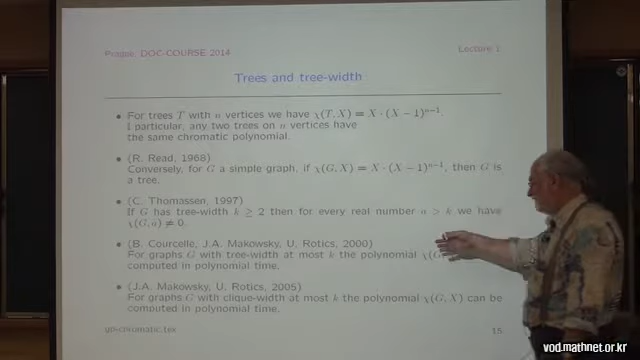 Prague, DOC-COURSE 2014 Lecture 1
Trees and tree-width
• For trees T with n vertices we have χ(T, X) = X · (X − 1)ⁿ⁻¹.
I particular, any two trees on n vertices have
the same chromatic polynomial.
• (R. Read, 1968)
Conversely, for G a simple graph, if χ(G, X) = X · (X − 1)ⁿ⁻¹, then G is
a tree.
• (C. Thomassen, 1997)
If G has tree-width k ≥ 2 then for every real number a > k we have
χ(G, a) ≠ 0.
• (B. Courcelle, J.A. Makowsky, U. Rotics, 2000)
For graphs G with tree-width at most k the polynomial χ(G
computed in polynomial time.
• (J.A. Makowsky, U. Rotics, 2005)
For graphs G with clique-width at most k the polynomial χ(G, X) can be
computed in polynomial time.
yp-chromatic.tex 15
vod.mathnet.or.kr